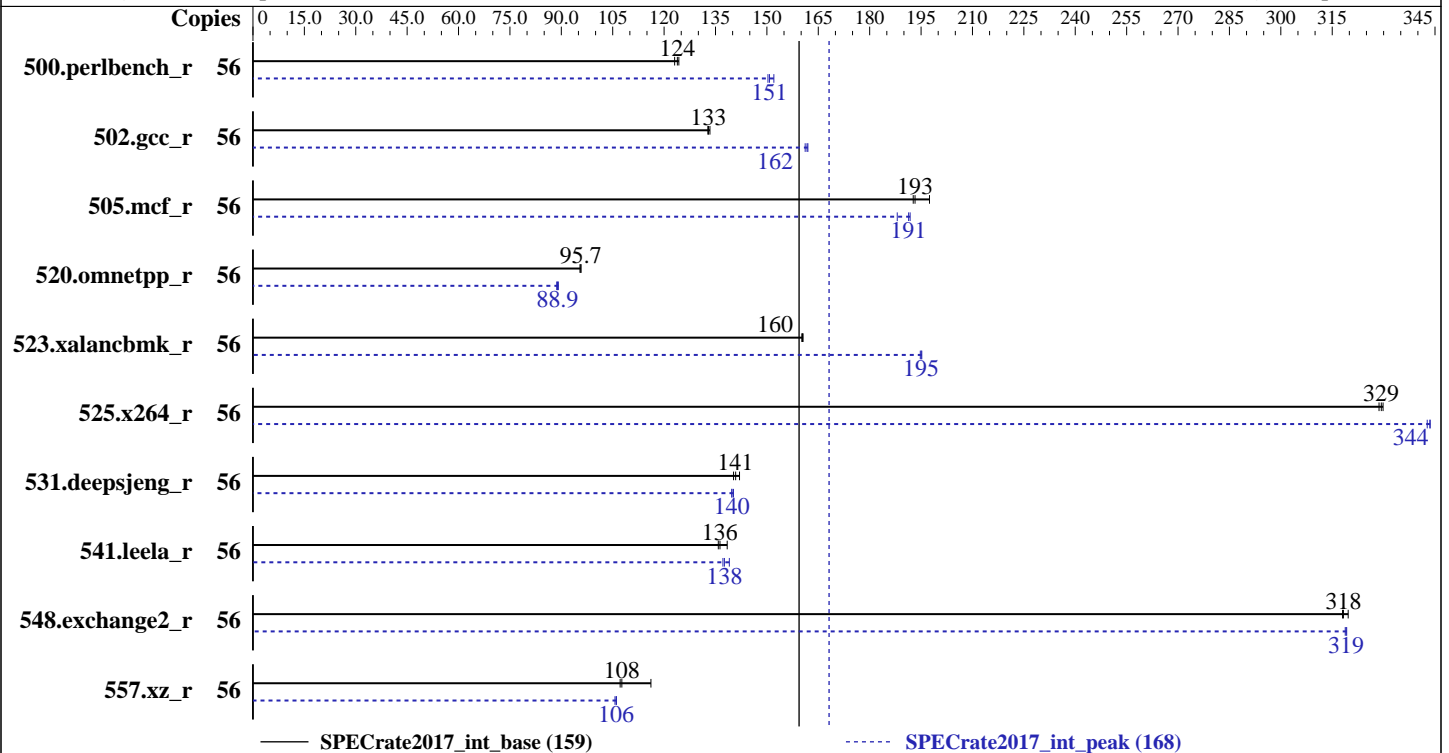 Copies 0 15.0 30.0 45.0 60.0 75.0 90.0 105 120 135 150 165 180 195 210 225 240 255 270 285 300 315 345
124
500.perlbench_r 56
151
133
502.gcc_r 56
162
193
505.mcf_r 56
191
95.7
520.omnetpp_r 56
88.9
160
523.xalancbmk_r 56
195
329
525.x264_r 56
344
141
531.deepsjeng_r 56
140
136
541.leela_r 56
138
318
548.exchange2_r 56
319
108
557.xz_r 56
106
SPECrate2017_int_base (159) SPECrate2017_int_peak (168)